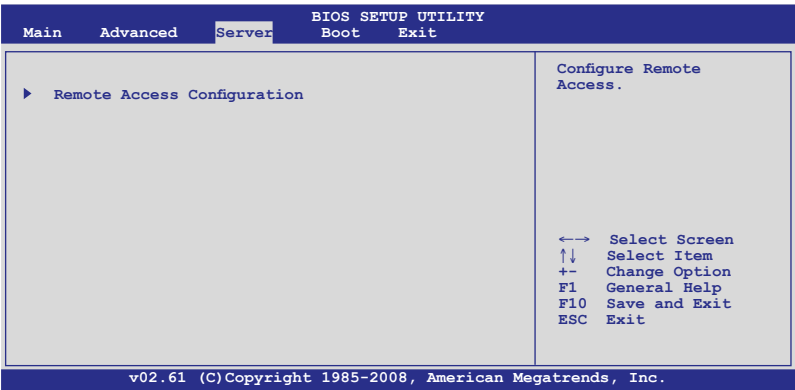 BIOS SETUP UTILITY
Main Advanced Server Boot Exit
Remote Access Configuration
Configure Remote
Access.
←→ Select Screen
↑↓ Select Item
+- Change Option
F1 General Help
F10 Save and Exit
ESC Exit
v02.61 (C)Copyright 1985-2008, American Megatrends, Inc.